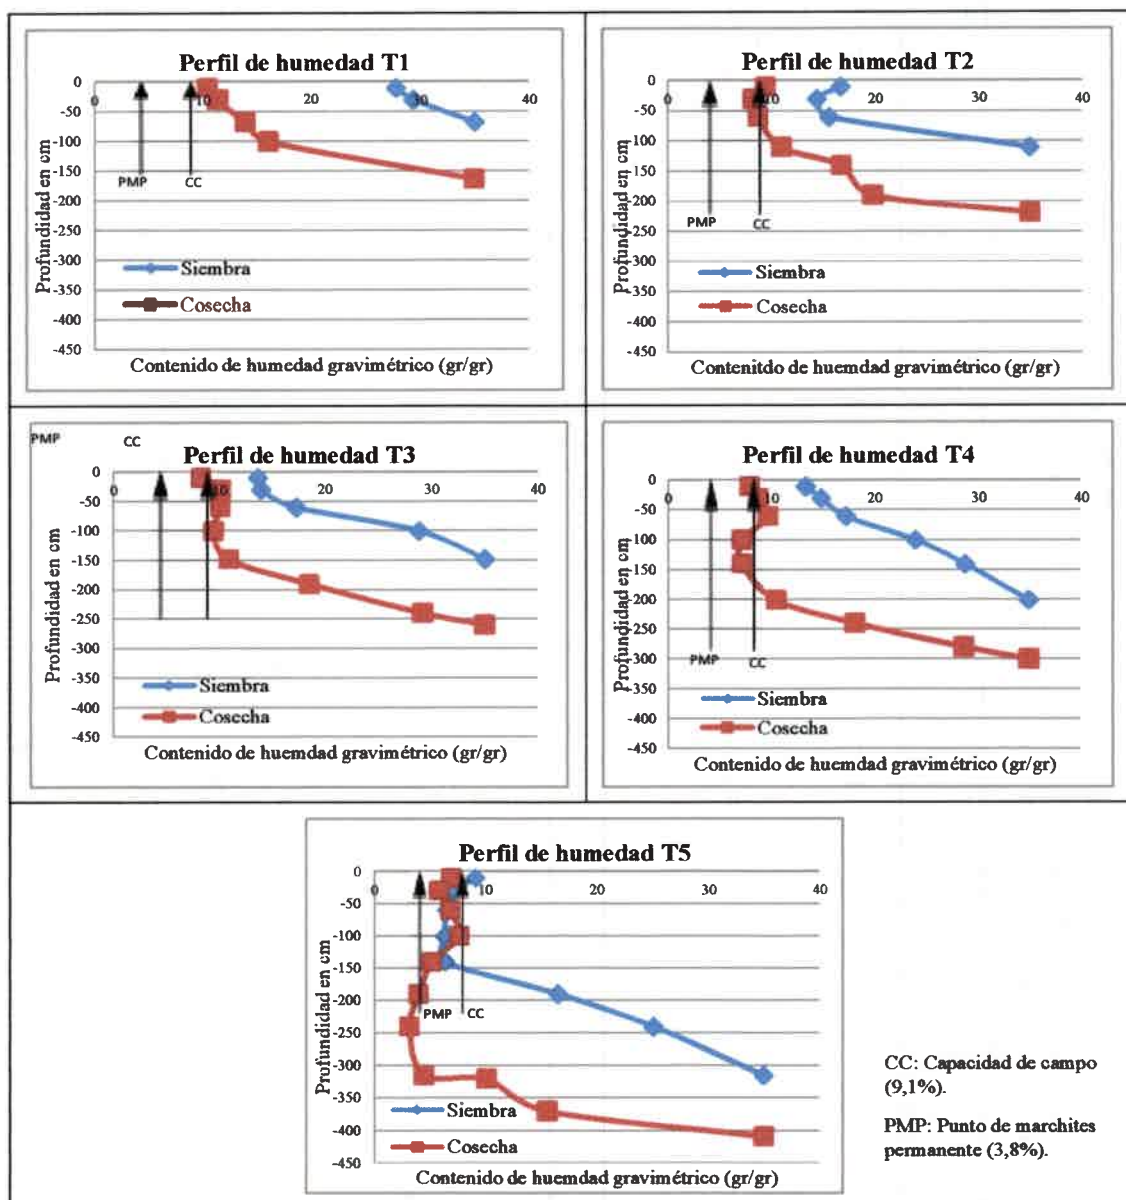 Perfil de humedad T1
0
-50
-100
-150
-200
-250
-300
-350
-400
-450
0 10 20 30 40
PMP CC
Siembra
Cosecha
Profundidad en cm
Contenido de humedad gravimétrico (gr/gr)
Perfil de humedad T2
0
-50
-100
-150
-200
-250
-300
-350
-400
-450
0 10 20 30 40
PMP CC
Siembra
Cosecha
Profundidad en cm
Contenitdo de huemdad gravimétrico (gr/gr)
PMP CC
Perfil de humedad T3
0
-50
-100
-150
-200
-250
-300
-350
-400
-450
0 10 20 30 40
Siembra
Cosecha
Profundidad en cm
Contenido de huemdad gravimétrico (gr/gr)
Perfil de humedad T4
0
-50
-100
-150
-200
-250
-300
-350
-400
-450
0 10 20 30 40
PMP CC
Siembra
Cosecha
Profundidad en cm
Contenido de huemdad gravimétrico (gr/gr)
Perfil de humedad T5
0
-50
-100
-150
-200
-250
-300
-350
-400
-450
0 10 20 30 40
PMP CC
Siembra
Cosecha
Profundidad en cm
Contenido de huemdad gravimétrico (gr/gr)
CC: Capacidad de campo
(9,1%).
PMP: Punto de marchites
permanente (3,8%).